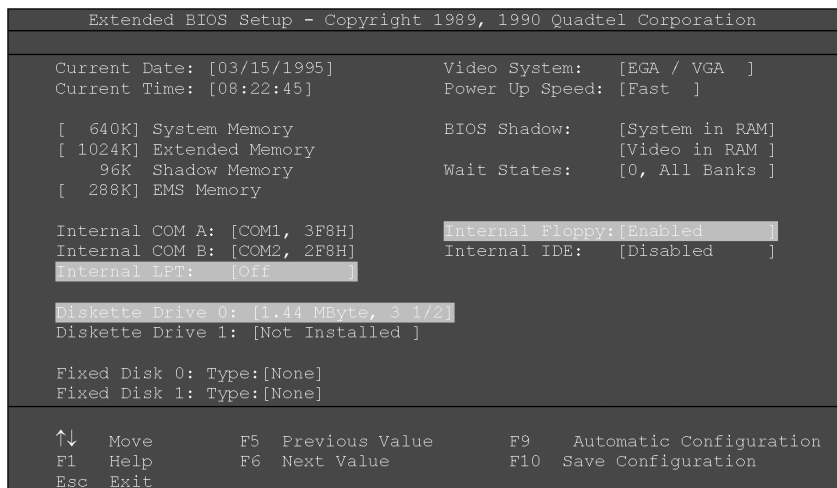 Extended BIOS Setup - Copyright 1989, 1990 Quadtel Corporation
Current Date: [03/15/1995]          Video System:   [EGA / VGA  ]
Current Time: [08:22:45]            Power Up Speed: [Fast  ]
[  640K] System Memory              BIOS Shadow:    [System in RAM]
[ 1024K] Extended Memory                            [Video in RAM ]
    96K  Shadow Memory              Wait States:    [0, All Banks ]
[  288K] EMS Memory
Internal COM A: [COM1, 3F8H]        Internal Floppy:[Enabled      ]
Internal COM B: [COM2, 2F8H]        Internal IDE:   [Disabled     ]
Internal LPT:   [Off       ]
Diskette Drive 0: [1.44 MByte, 3 1/2]
Diskette Drive 1: [Not Installed ]
Fixed Disk 0: Type:[None]
Fixed Disk 1: Type:[None]
↑↓   Move        F5  Previous Value      F9   Automatic Configuration
F1   Help        F6  Next Value          F10  Save Configuration
Esc  Exit